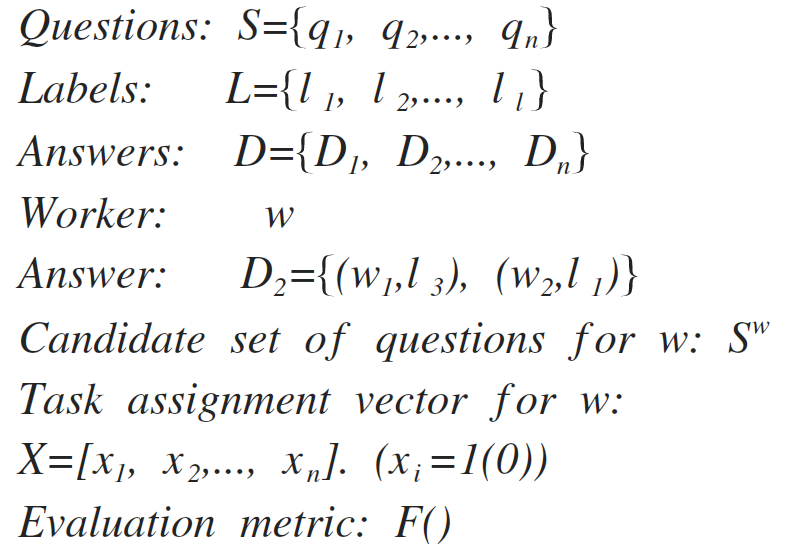 Questions: S={q₁, q₂,..., qₙ}
Labels: L={l ₁, l ₂,..., l ₗ}
Answers: D={D₁, D₂,..., Dₙ}
Worker: w
Answer: D₂={(w₁,l ₃), (w₂,l ₁)}
Candidate set of questions for w: Sʷ
Task assignment vector for w:
X=[x₁, x₂,..., xₙ]. (xᵢ=1(0))
Evaluation metric: F()